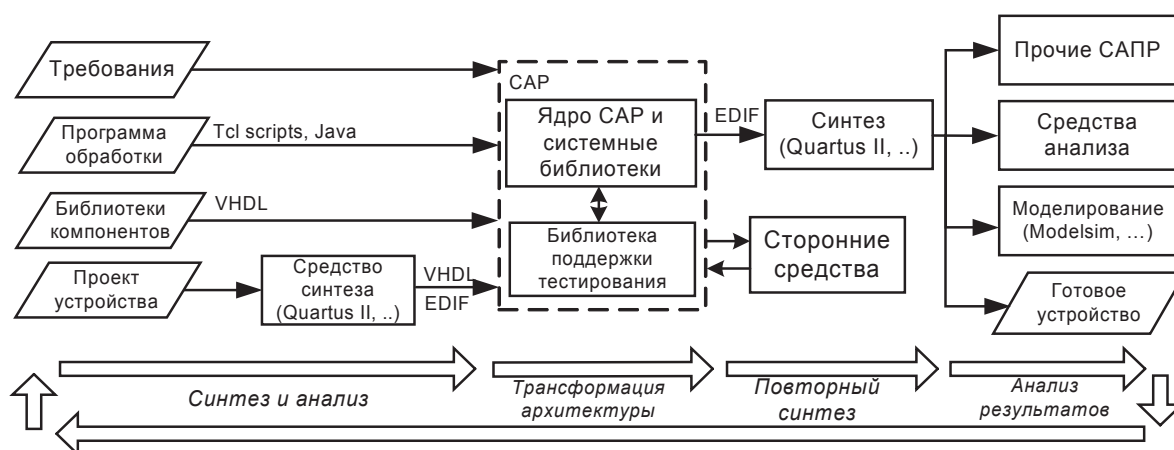 Требования
Программа
обработки
Tcl scripts, Java
Библиотеки
компонентов
VHDL
Проект
устройства
Средство
синтеза
(Quartus II, ..)
VHDL
EDIF
САР
Ядро САР и
системные
библиотеки
Библиотека
поддержки
тестирования
EDIF
Синтез
(Quartus II, ..)
Сторонние
средства
Прочие САПР
Средства
анализа
Моделирование
(Modelsim, ...)
Готовое
устройство
Синтез и анализ
Трансформация
архитектуры
Повторный
синтез
Анализ
результатов